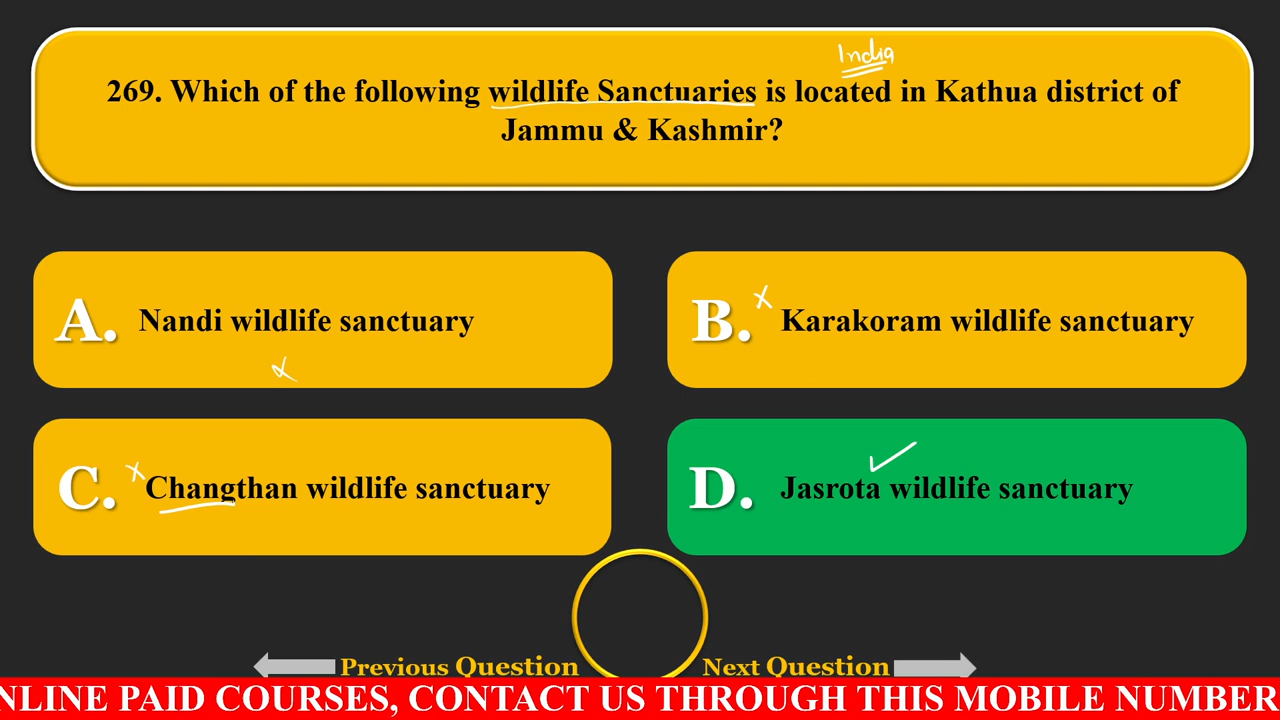 India
269. Which of the following wildlife Sanctuaries is located in Kathua district of
Jammu & Kashmir?
A. Nandi wildlife sanctuary
B. Karakoram wildlife sanctuary
C. Changthan wildlife sanctuary
D. Jasrota wildlife sanctuary
Previous Question
Next Question
NLINE PAID COURSES, CONTACT US THROUGH THIS MOBILE NUMBER